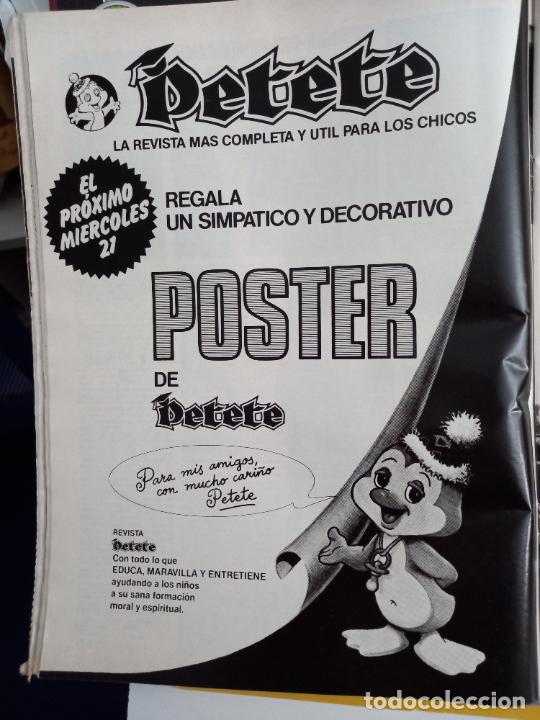 Petete
LA REVISTA MAS COMPLETA Y UTIL PARA LOS CHICOS
EL
PRÓXIMO
MIERCOLES
21
REGALA
UN SIMPATICO Y DECORATIVO
POSTER
DE
Petete
Para mis amigos,
con mucho cariño
Petete
REVISTA
Petete
Con todo lo que
EDUCA, MARAVILLA Y ENTRETIENE
ayudando a los niños
a su sana formación
moral y espiritual.
todocoleccion